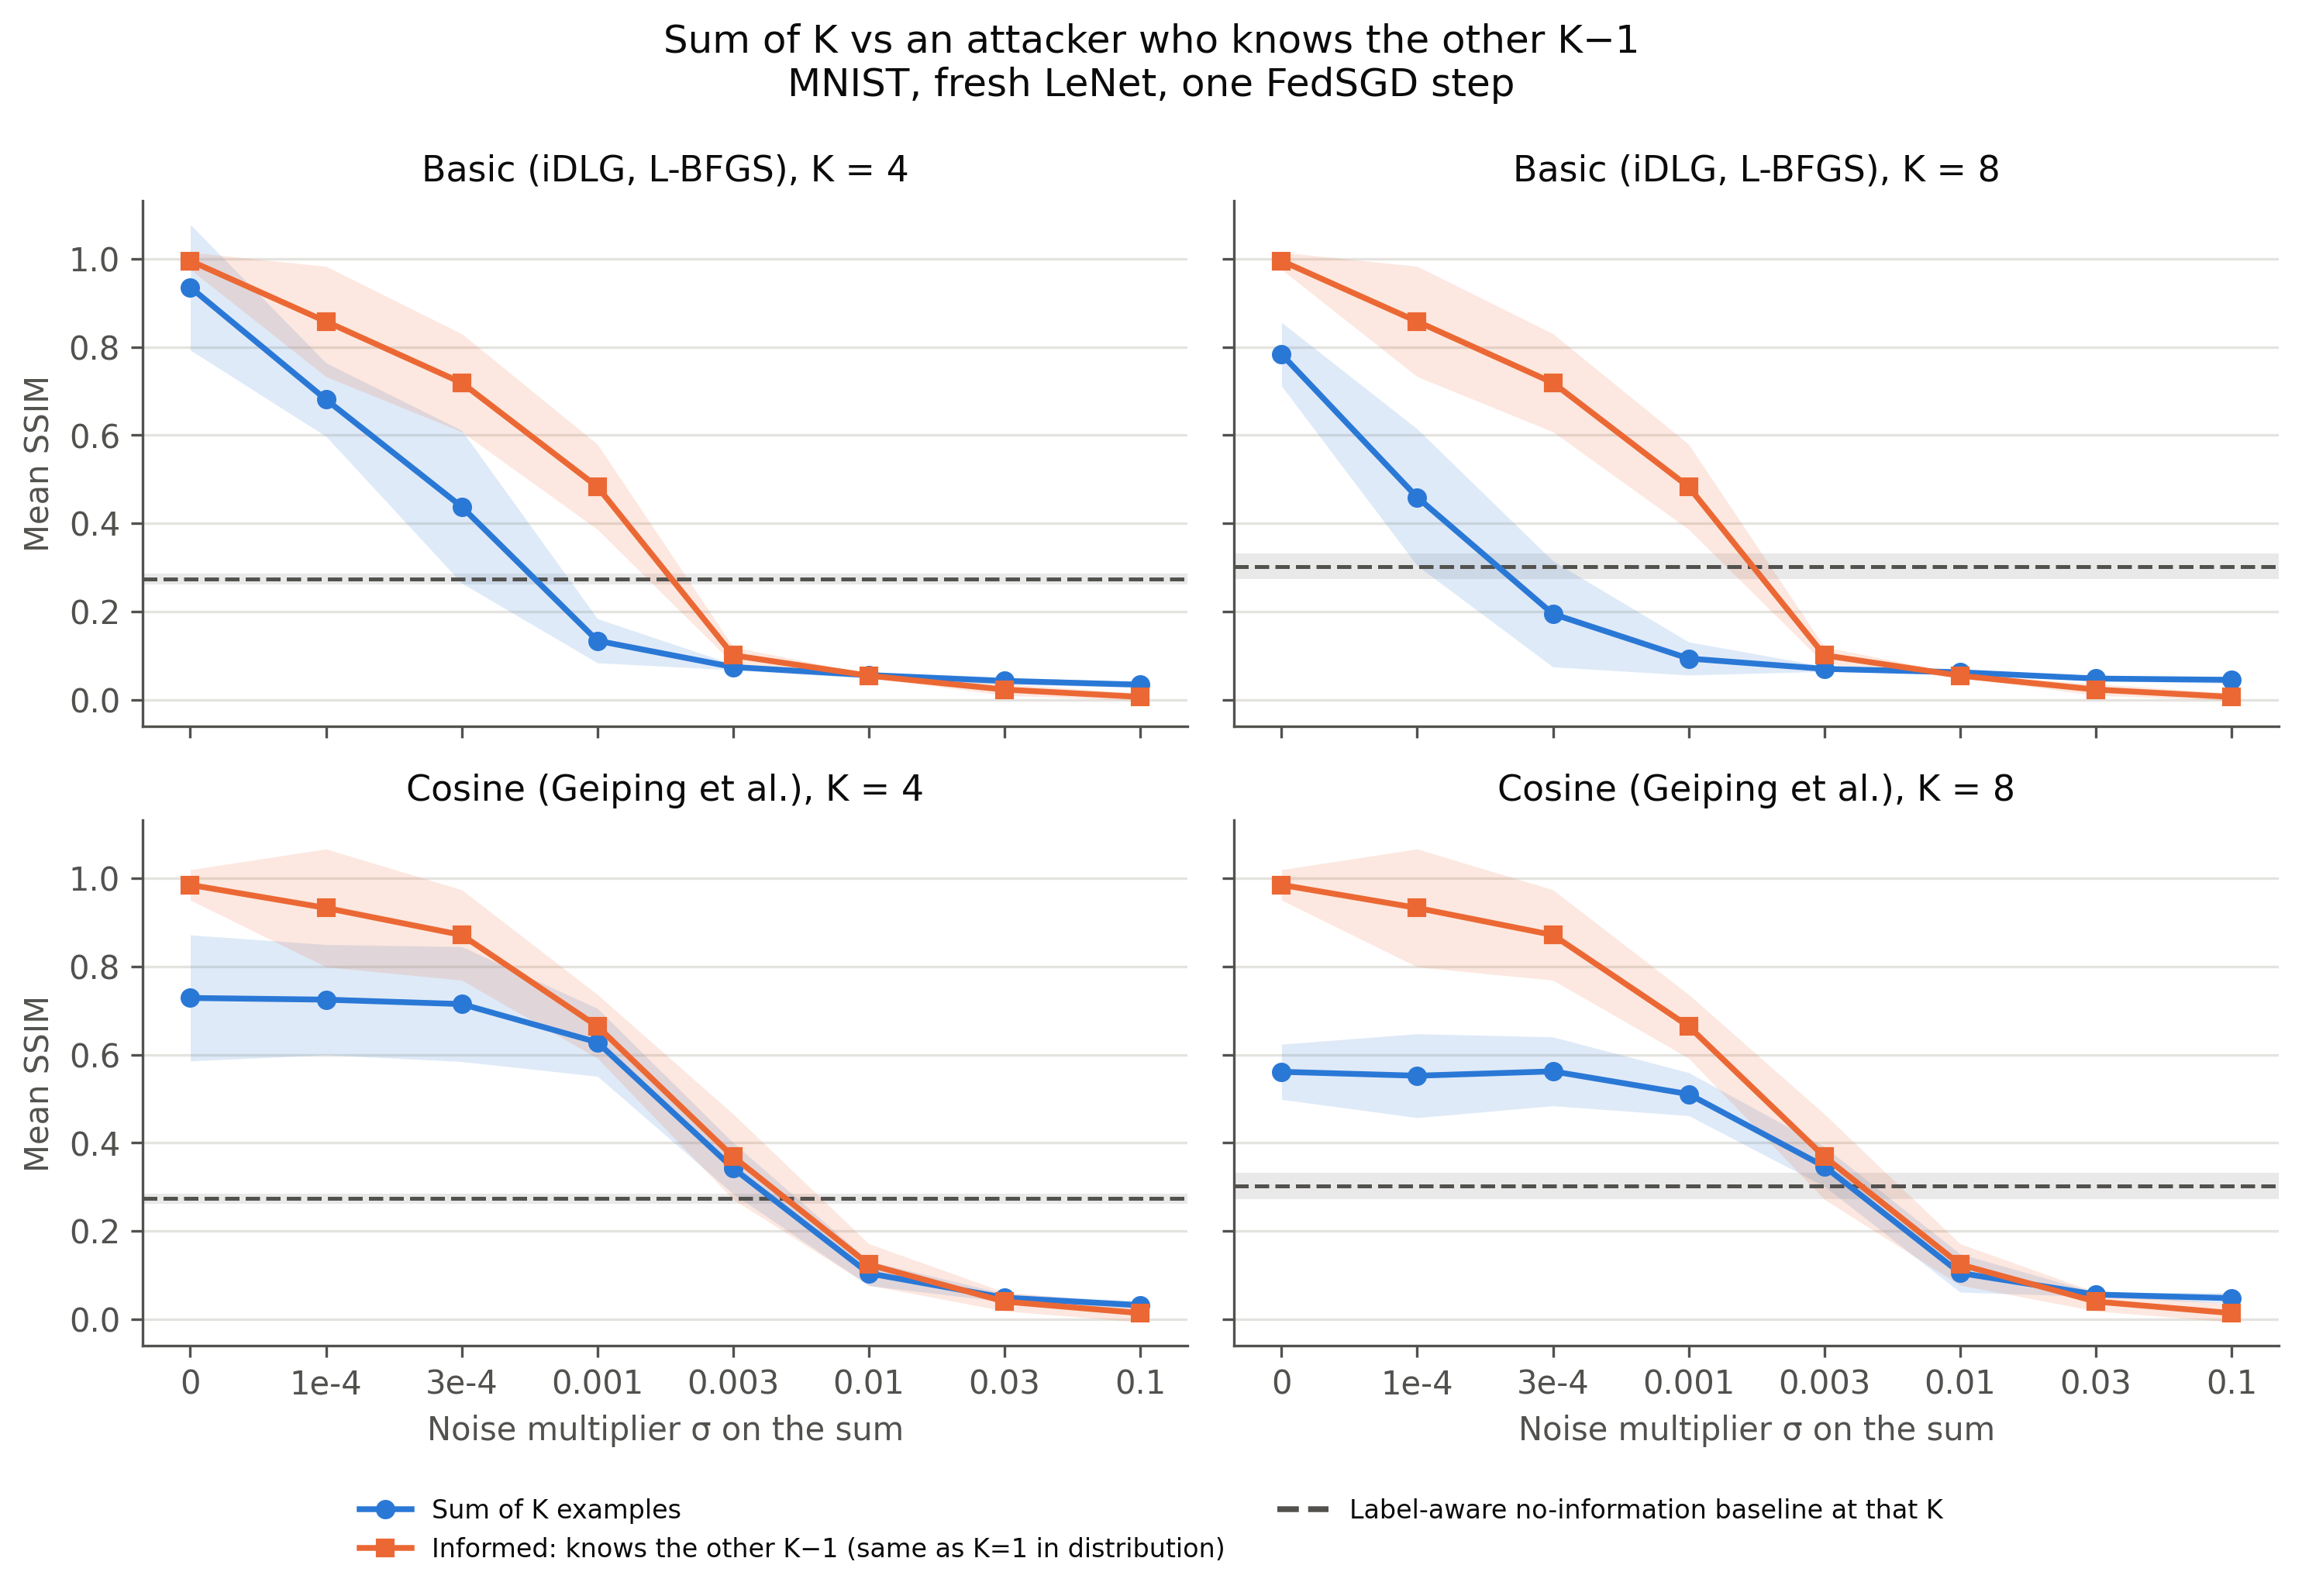 Sum of K vs an attacker who knows the other K−1
MNIST, fresh LeNet, one FedSGD step
Basic (iDLG, L-BFGS), K = 4
Basic (iDLG, L-BFGS), K = 8
Mean SSIM
1.0
0.8
0.6
0.4
0.2
0.0
Cosine (Geiping et al.), K = 4
Cosine (Geiping et al.), K = 8
Mean SSIM
1.0
0.8
0.6
0.4
0.2
0.0
0 1e-4 3e-4 0.001 0.003 0.01 0.03 0.1
0 1e-4 3e-4 0.001 0.003 0.01 0.03 0.1
Noise multiplier σ on the sum
Noise multiplier σ on the sum
Sum of K examples
Informed: knows the other K−1 (same as K=1 in distribution)
Label-aware no-information baseline at that K